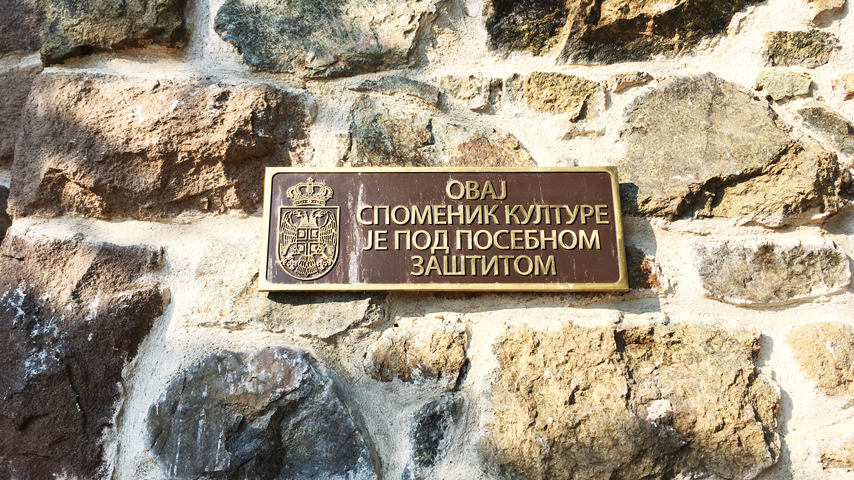 ОВАЈ
СПОМЕНИК КУЛТУРЕ
ЈЕ ПОД ПОСЕБНОМ
ЗАШТИТОМ